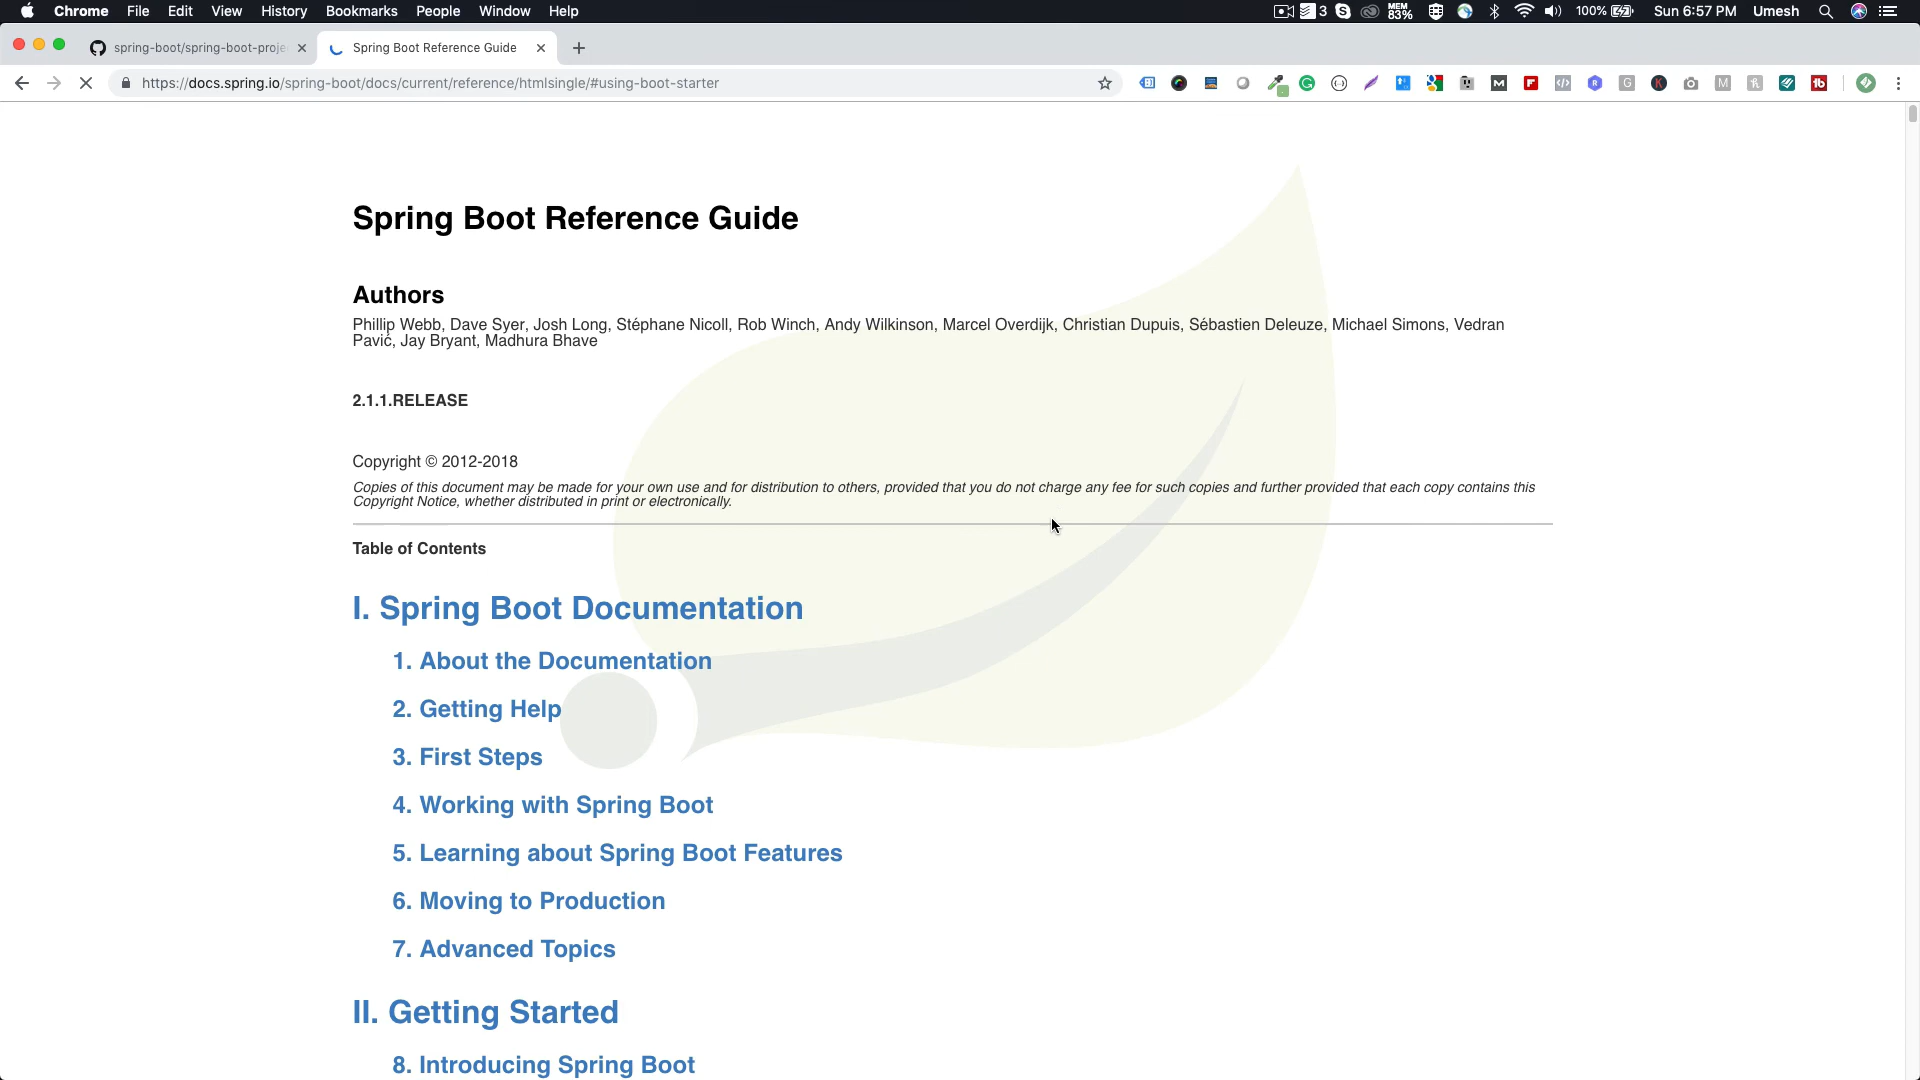 Chrome File Edit View History Bookmarks People Window Help 3 MEM 83% 100% Sun 6:57 PM Umesh
spring-boot/spring-boot-proje Spring Boot Reference Guide
https://docs.spring.io/spring-boot/docs/current/reference/htmlsingle/#using-boot-starter
Spring Boot Reference Guide
Authors
Phillip Webb, Dave Syer, Josh Long, Stéphane Nicoll, Rob Winch, Andy Wilkinson, Marcel Overdijk, Christian Dupuis, Sébastien Deleuze, Michael Simons, Vedran
Pavić, Jay Bryant, Madhura Bhave
2.1.1.RELEASE
Copyright © 2012-2018
Copies of this document may be made for your own use and for distribution to others, provided that you do not charge any fee for such copies and further provided that each copy contains this
Copyright Notice, whether distributed in print or electronically.
Table of Contents
I. Spring Boot Documentation
1. About the Documentation
2. Getting Help
3. First Steps
4. Working with Spring Boot
5. Learning about Spring Boot Features
6. Moving to Production
7. Advanced Topics
II. Getting Started
8. Introducing Spring Boot